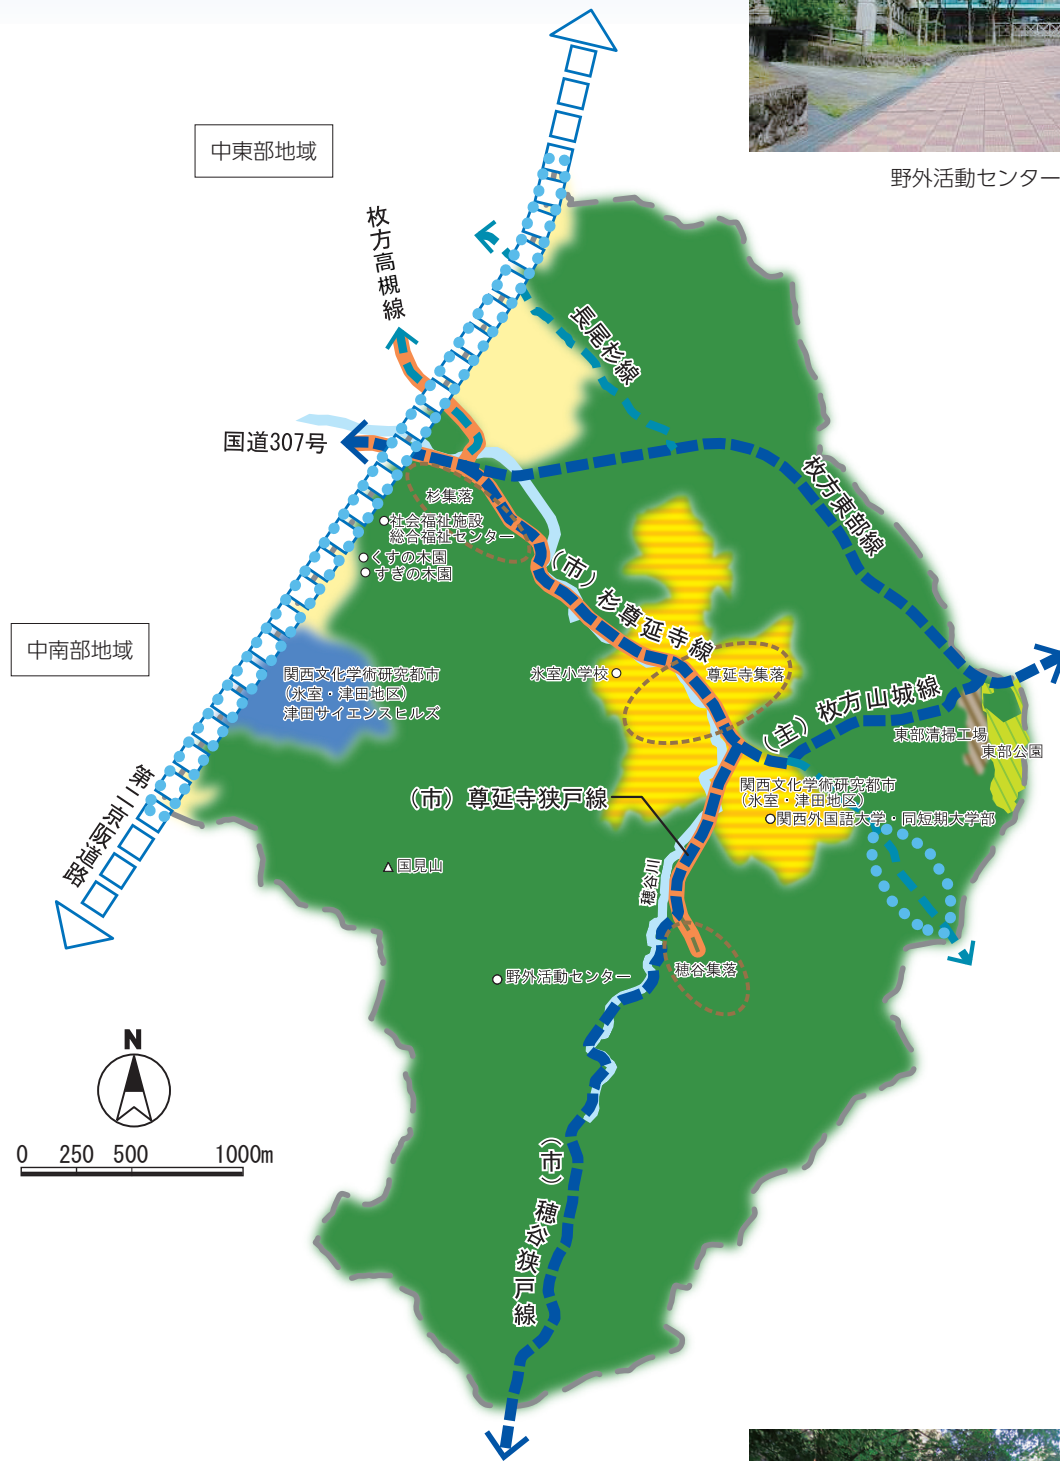 野外活動センター
中東部地域
枚方高槻線
長尾杉線
国道307号
枚方東部線
杉集落
社会福祉施設
総合福祉センター
くすの木園
すぎの木園
（市）杉尊延寺線
中南部地域
氷室小学校
尊延寺集落
関西文化学術研究都市
（氷室・津田地区）
津田サイエンスヒルズ
（主）枚方山城線
東部清掃工場
東部公園
第二京阪道路
（市）尊延寺狭戸線
関西文化学術研究都市
（氷室・津田地区）
関西外国語大学・同短期大学部
国見山
穂谷川
野外活動センター
穂谷集落
N
0 250 500 1000m
（市）穂谷狭戸線